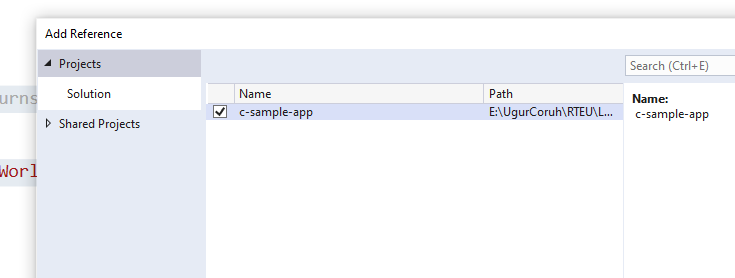 Add Reference
Projects
Search (Ctrl+E)
Solution
Name
Path
Name:
urns
c-sample-app
E:\UgurCoruh\RTEU\L...
c-sample-app
Shared Projects
Worl